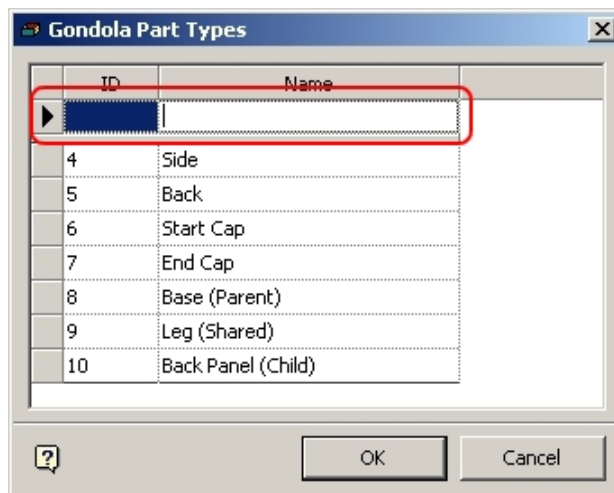 Gondola Part Types
ID Name
4 Side
5 Back
6 Start Cap
7 End Cap
8 Base (Parent)
9 Leg (Shared)
10 Back Panel (Child)
OK Cancel